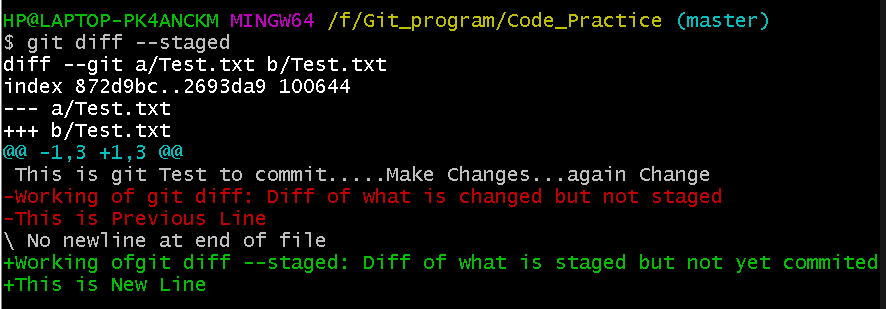 HP@LAPTOP-PK4ANCKM MINGW64 /f/Git_program/Code_Practice (master)
$ git diff --staged
diff --git a/Test.txt b/Test.txt
index 872d9bc..2693da9 100644
--- a/Test.txt
+++ b/Test.txt
@@ -1,3 +1,3 @@
 This is git Test to commit.....Make Changes...again Change
-Working of git diff: Diff of what is changed but not staged
-This is Previous Line
\ No newline at end of file
+Working ofgit diff --staged: Diff of what is staged but not yet commited
+This is New Line